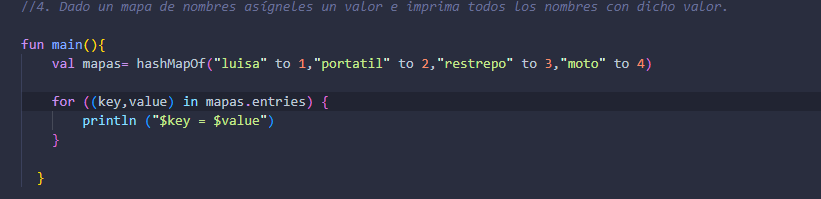 //4. Dado un mapa de nombres asígneles un valor e imprima todos los nombres con dicho valor.
fun main(){
val mapas= hashMapOf("luisa" to 1,"portatil" to 2,"restrepo" to 3,"moto" to 4)
for ((key,value) in mapas.entries) {
println ("$key = $value")
}
}